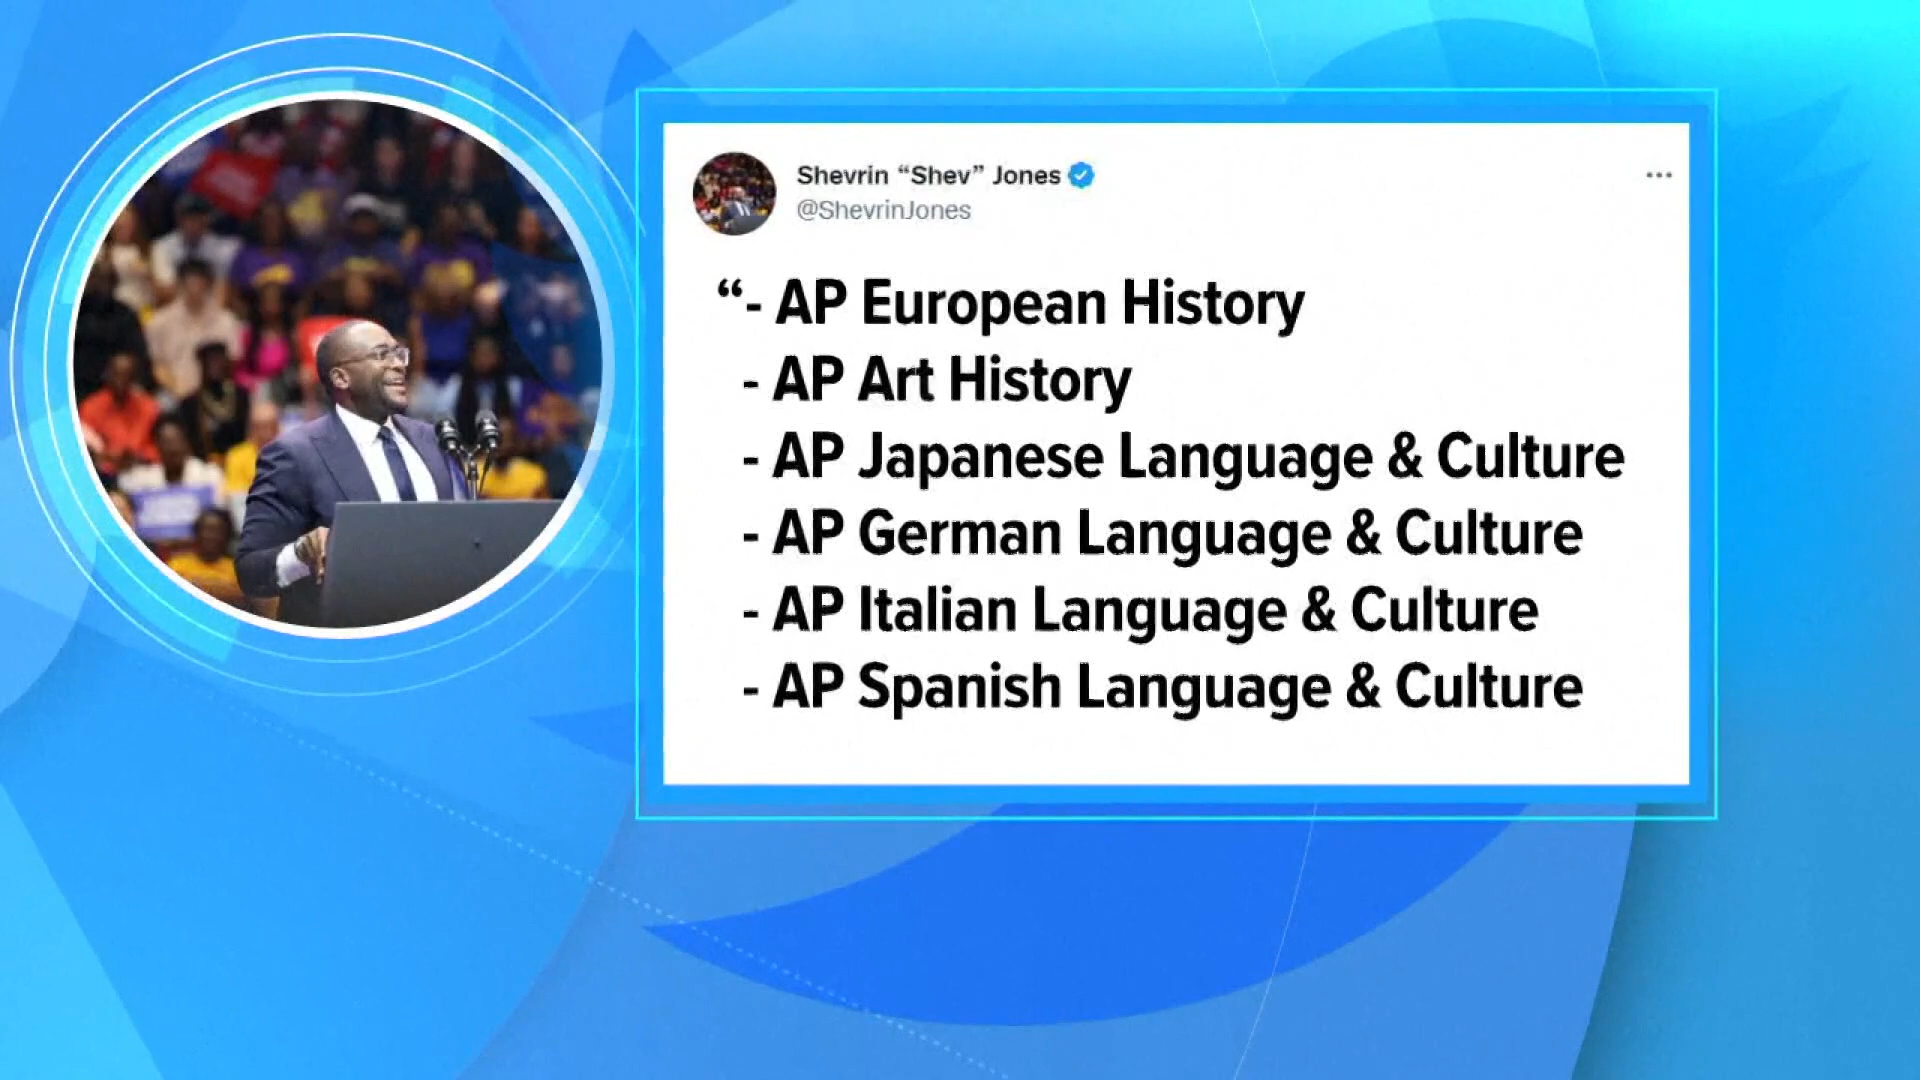 Shevrin “Shev” Jones
@ShevrinJones
“- AP European History
- AP Art History
- AP Japanese Language & Culture
- AP German Language & Culture
- AP Italian Language & Culture
- AP Spanish Language & Culture